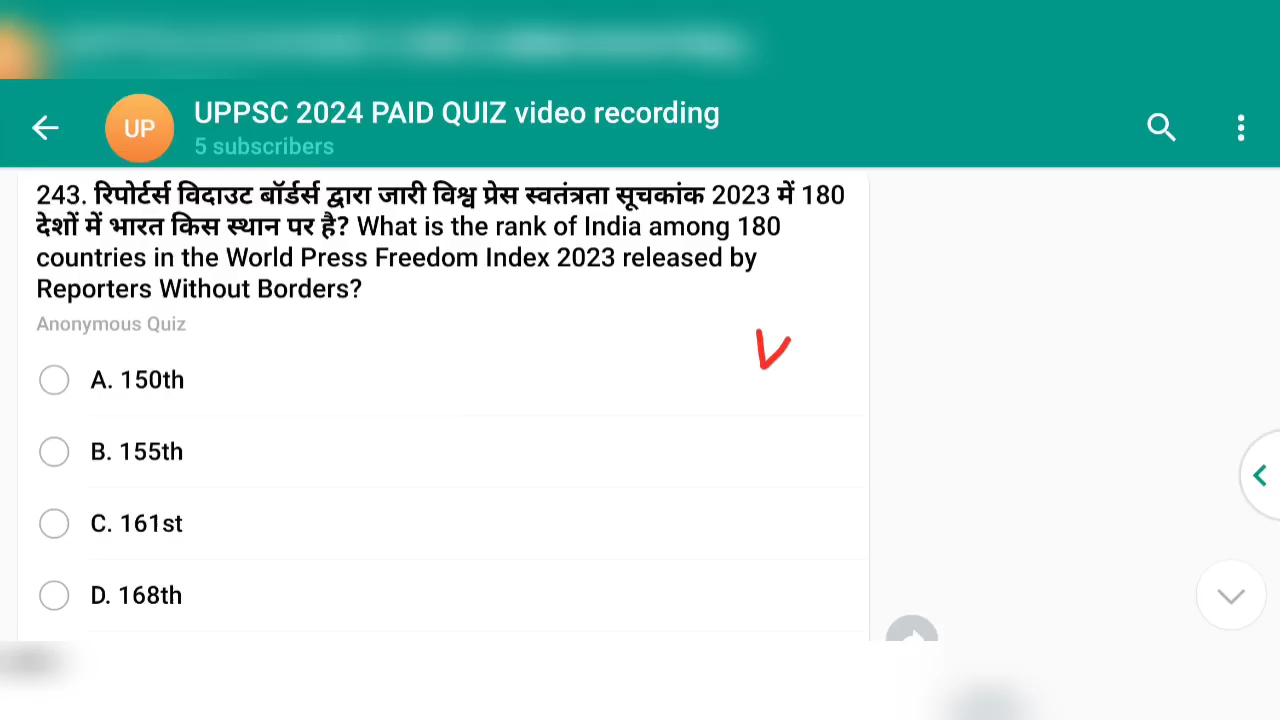 UP
UPPSC 2024 PAID QUIZ video recording
5 subscribers
243. रिपोर्टर्स विदाउट बॉर्डर्स द्वारा जारी विश्व प्रेस स्वतंत्रता सूचकांक 2023 में 180
देशों में भारत किस स्थान पर है? What is the rank of India among 180
countries in the World Press Freedom Index 2023 released by
Reporters Without Borders?
Anonymous Quiz
A. 150th
B. 155th
C. 161st
D. 168th